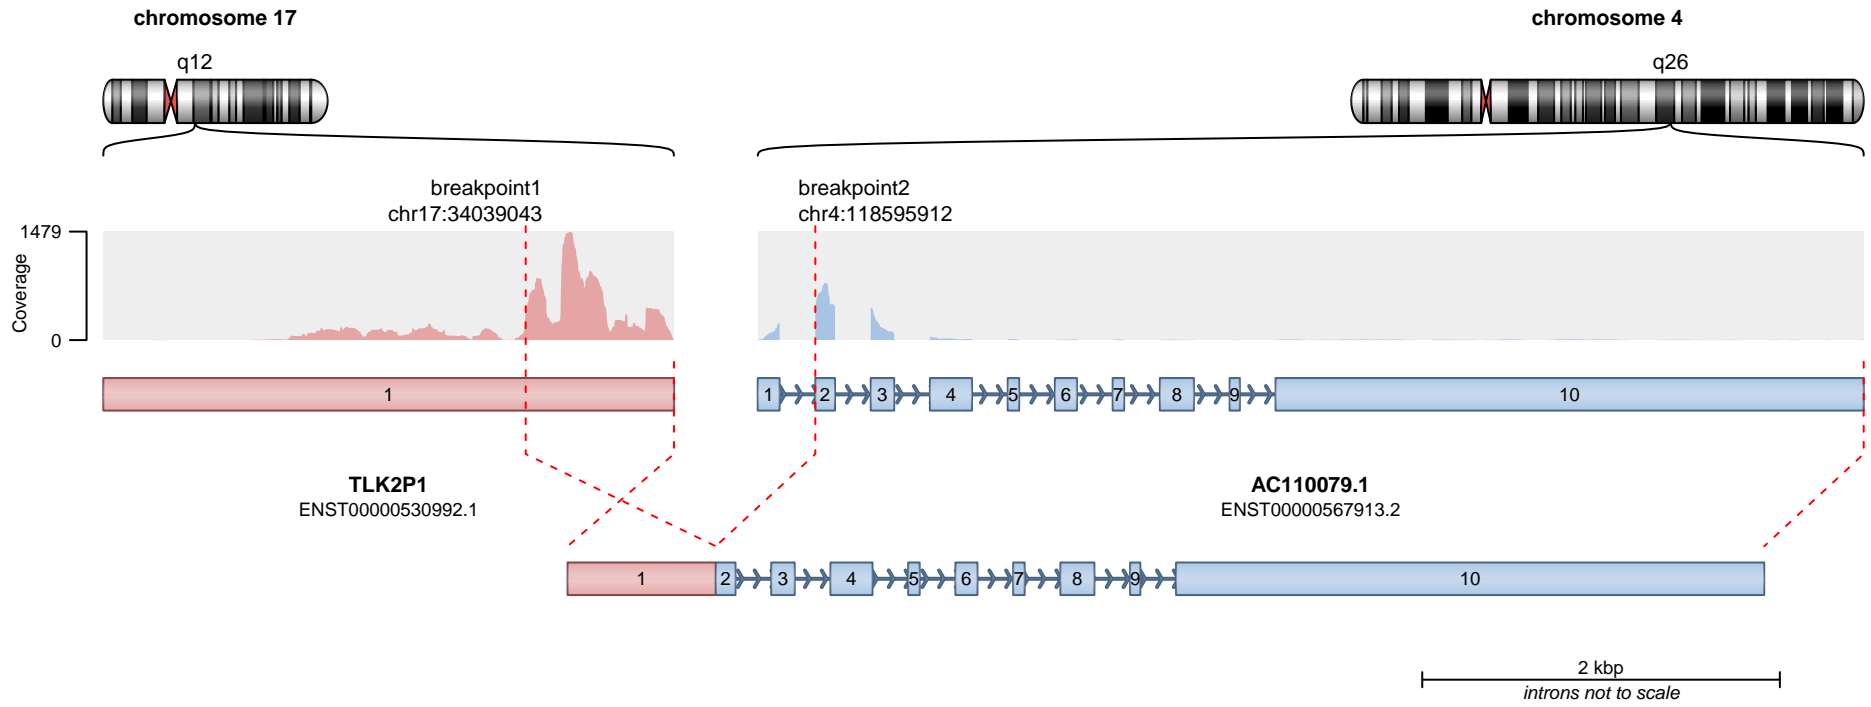 chromosome 17
chromosome 4
q12
q26
breakpoint1
chr17:34039043
breakpoint2
chr4:118595912
1479
Coverage
0
1
1 2 3 4 5 6 7 8 9 10
TLK2P1
ENST00000530992.1
AC110079.1
ENST00000567913.2
1 2 3 4 5 6 7 8 9 10
2 kbp
introns not to scale